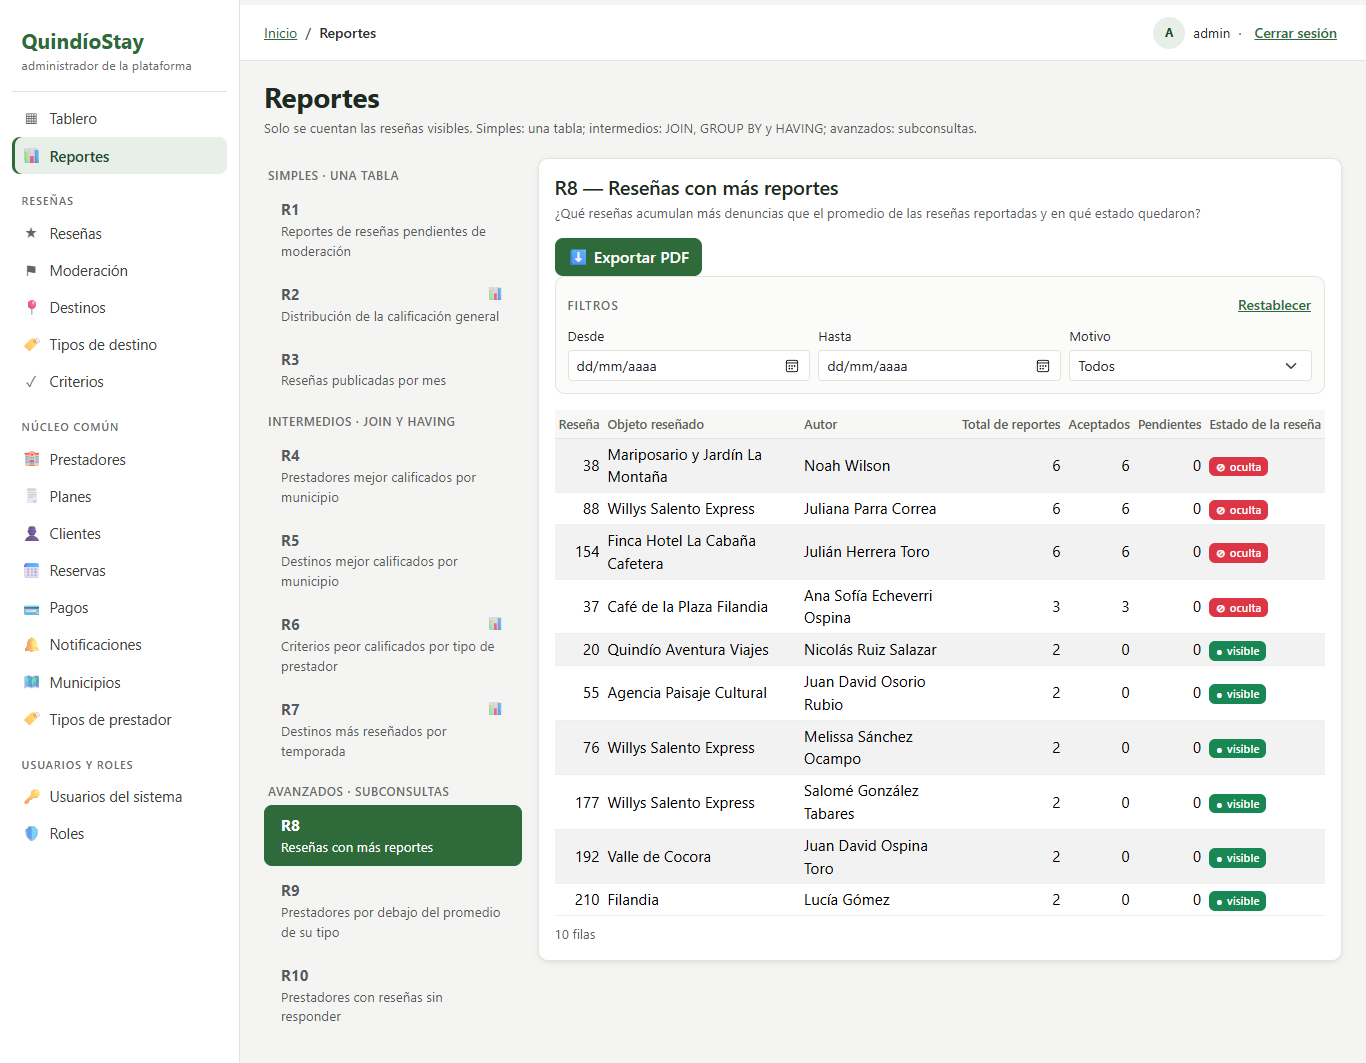 QuindíoStay
administrador de la plataforma
Tablero
Reportes
RESEÑAS
Reseñas
Moderación
Destinos
Tipos de destino
Criterios
NÚCLEO COMÚN
Prestadores
Planes
Clientes
Reservas
Pagos
Notificaciones
Municipios
Tipos de prestador
USUARIOS Y ROLES
Usuarios del sistema
Roles
Inicio / Reportes
A admin · Cerrar sesión
Reportes
Solo se cuentan las reseñas visibles. Simples: una tabla; intermedios: JOIN, GROUP BY y HAVING; avanzados: subconsultas.
SIMPLES · UNA TABLA
R1
Reportes de reseñas pendientes de
moderación
R2
Distribución de la calificación general
R3
Reseñas publicadas por mes
INTERMEDIOS · JOIN Y HAVING
R4
Prestadores mejor calificados por
municipio
R5
Destinos mejor calificados por
municipio
R6
Criterios peor calificados por tipo de
prestador
R7
Destinos más reseñados por
temporada
AVANZADOS · SUBCONSULTAS
R8
Reseñas con más reportes
R9
Prestadores por debajo del promedio
de su tipo
R10
Prestadores con reseñas sin
responder
R8 — Reseñas con más reportes
¿Qué reseñas acumulan más denuncias que el promedio de las reseñas reportadas y en qué estado quedaron?
Exportar PDF
FILTROS Restablecer
Desde Hasta Motivo
dd/mm/aaaa dd/mm/aaaa Todos
Reseña Objeto reseñado Autor Total de reportes Aceptados Pendientes Estado de la reseña
38 Mariposario y Jardín La Montaña Noah Wilson 6 6 0 oculta
88 Willys Salento Express Juliana Parra Correa 6 6 0 oculta
154 Finca Hotel La Cabaña Cafetera Julián Herrera Toro 6 6 0 oculta
37 Café de la Plaza Filandia Ana Sofía Echeverri Ospina 3 3 0 oculta
20 Quindío Aventura Viajes Nicolás Ruiz Salazar 2 0 0 visible
55 Agencia Paisaje Cultural Juan David Osorio Rubio 2 0 0 visible
76 Willys Salento Express Melissa Sánchez Ocampo 2 0 0 visible
177 Willys Salento Express Salomé González Tabares 2 0 0 visible
192 Valle de Cocora Juan David Ospina Toro 2 0 0 visible
210 Filandia Lucía Gómez 2 0 0 visible
10 filas